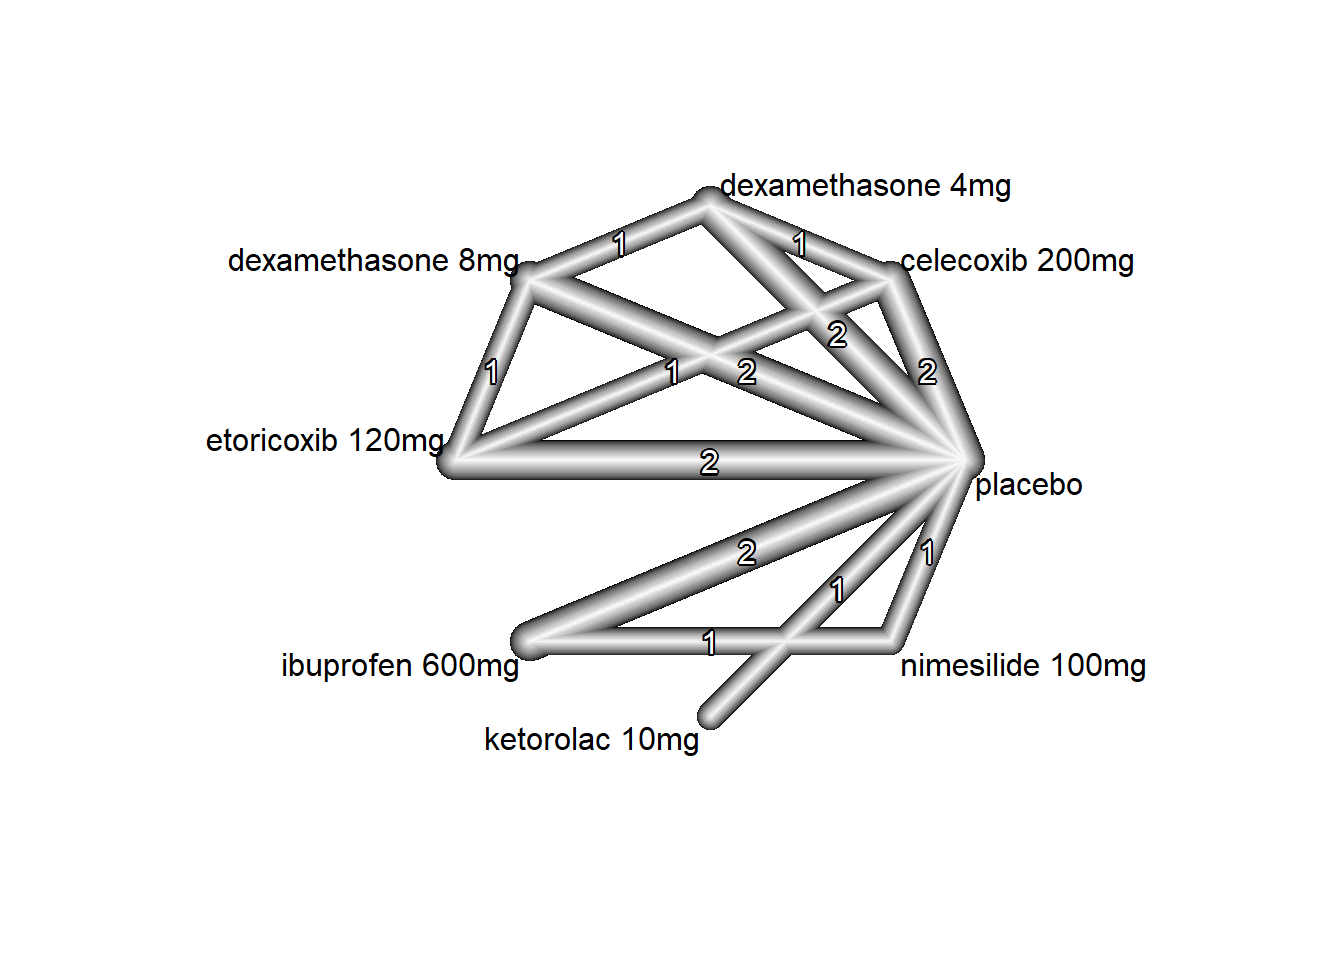 dexamethasone 4mg
1
1
dexamethasone 8mg
celecoxib 200mg
2
1
1
2
2
etoricoxib 120mg
2
placebo
2
1
1
1
ibuprofen 600mg
nimesilide 100mg
ketorolac 10mg